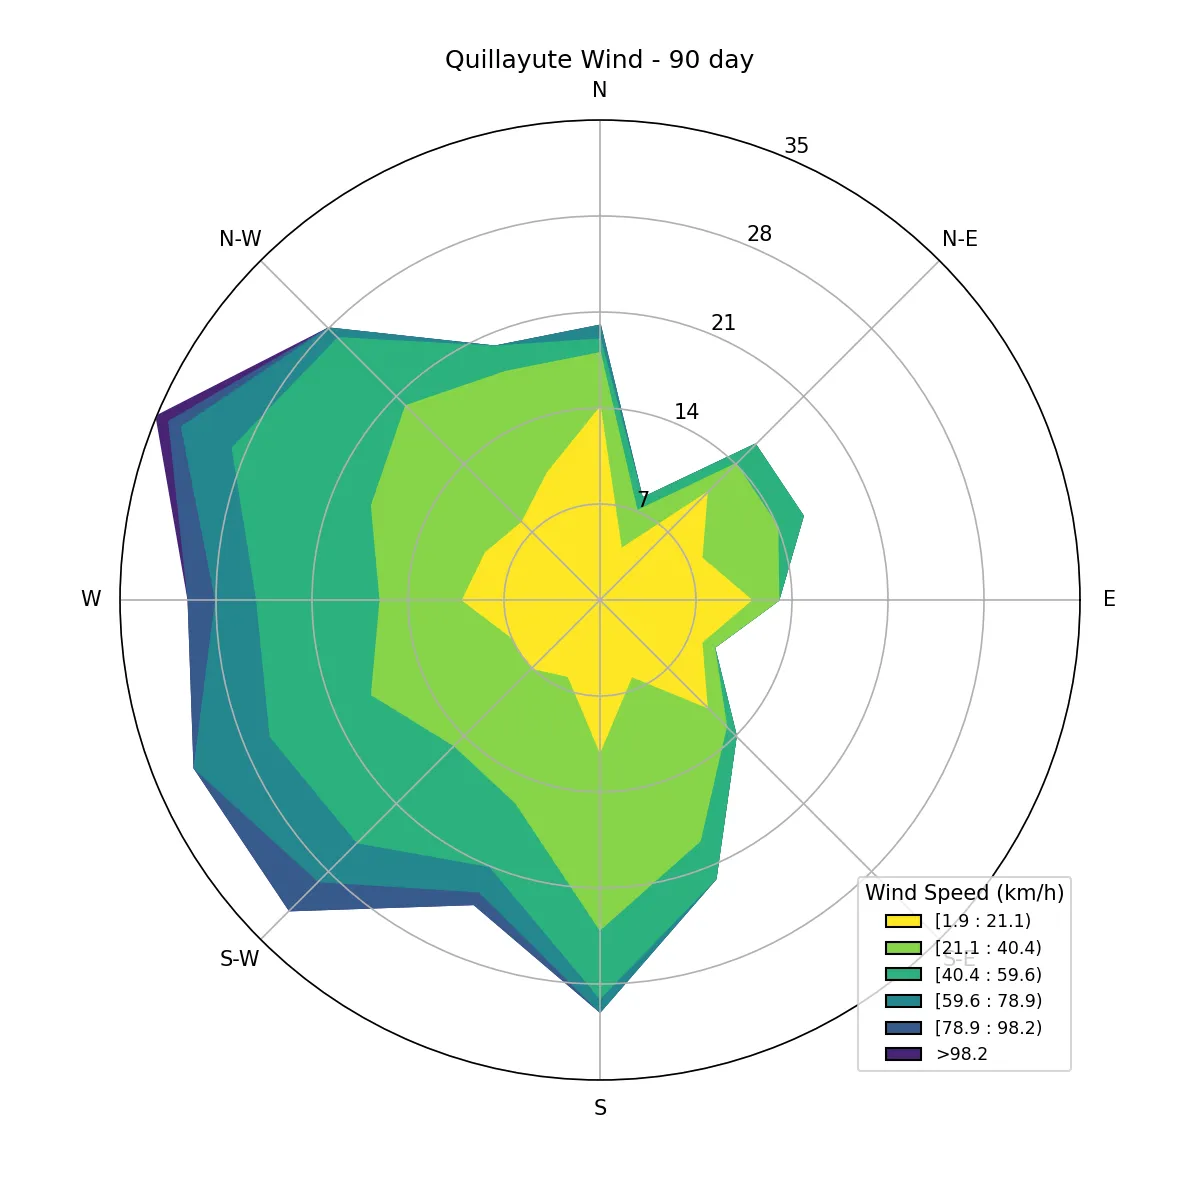 Quillayute Wind - 90 day
N
35
28
N-W
N-E
21
14
7
W
E
Wind Speed (km/h)
[1.9 : 21.1)
[21.1 : 40.4)
S-W
S-E
[40.4 : 59.6)
[59.6 : 78.9)
[78.9 : 98.2)
>98.2
S